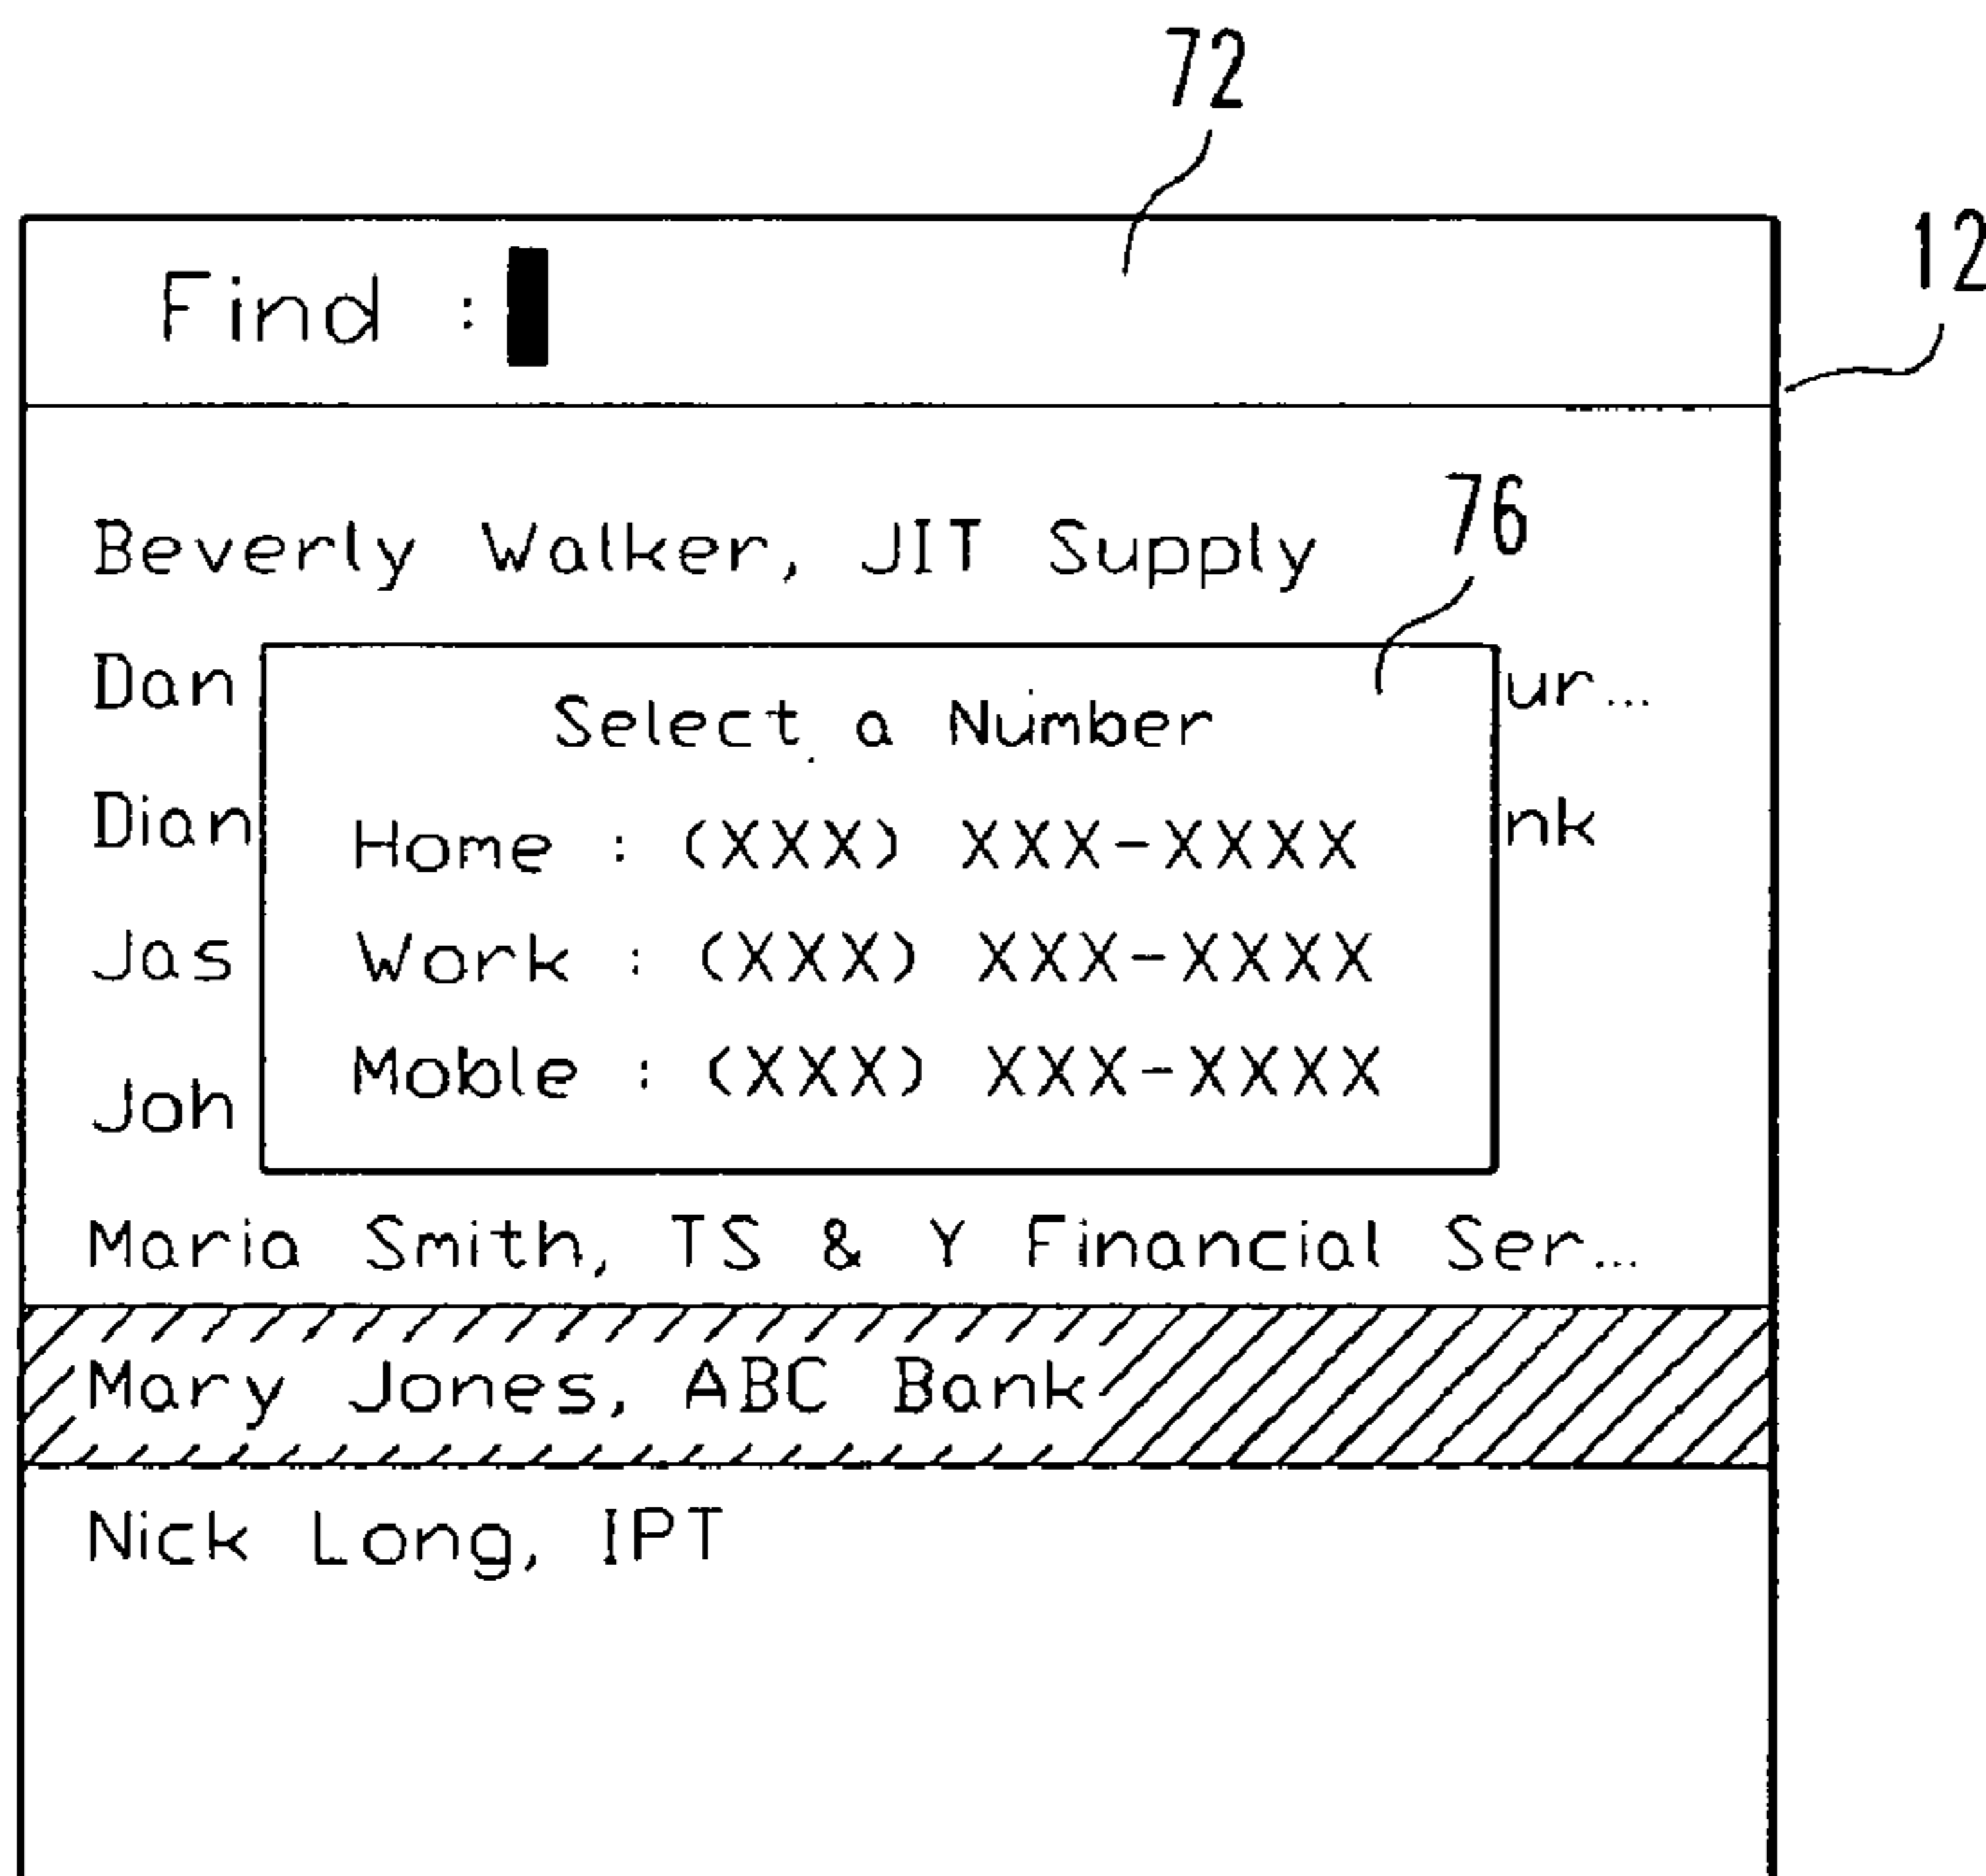 72
12
Find :
Beverly Walker, JIT Supply
76
Dan ur...
Select a Number
Dian nk
Home : (XXX) XXX-XXXX
Jas
Work : (XXX) XXX-XXXX
Moble : (XXX) XXX-XXXX
Joh
Maria Smith, TS & Y Financial Ser...
Mary Jones, ABC Bank
Nick Long, IPT